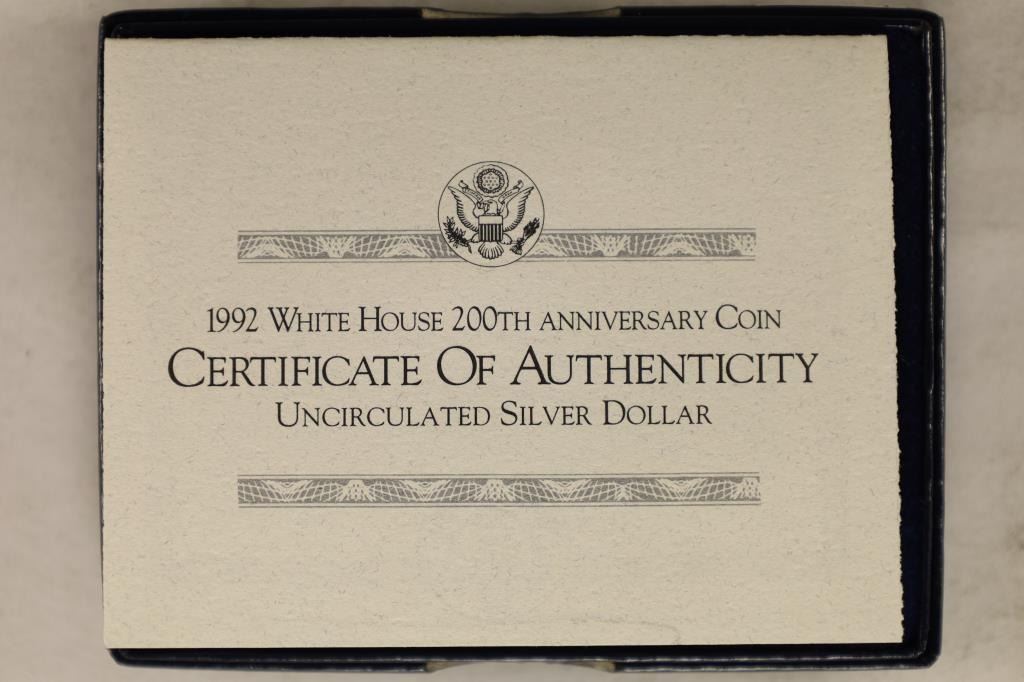 1992 White House 200th anniversary Coin
Certificate Of Authenticity
Uncirculated Silver Dollar